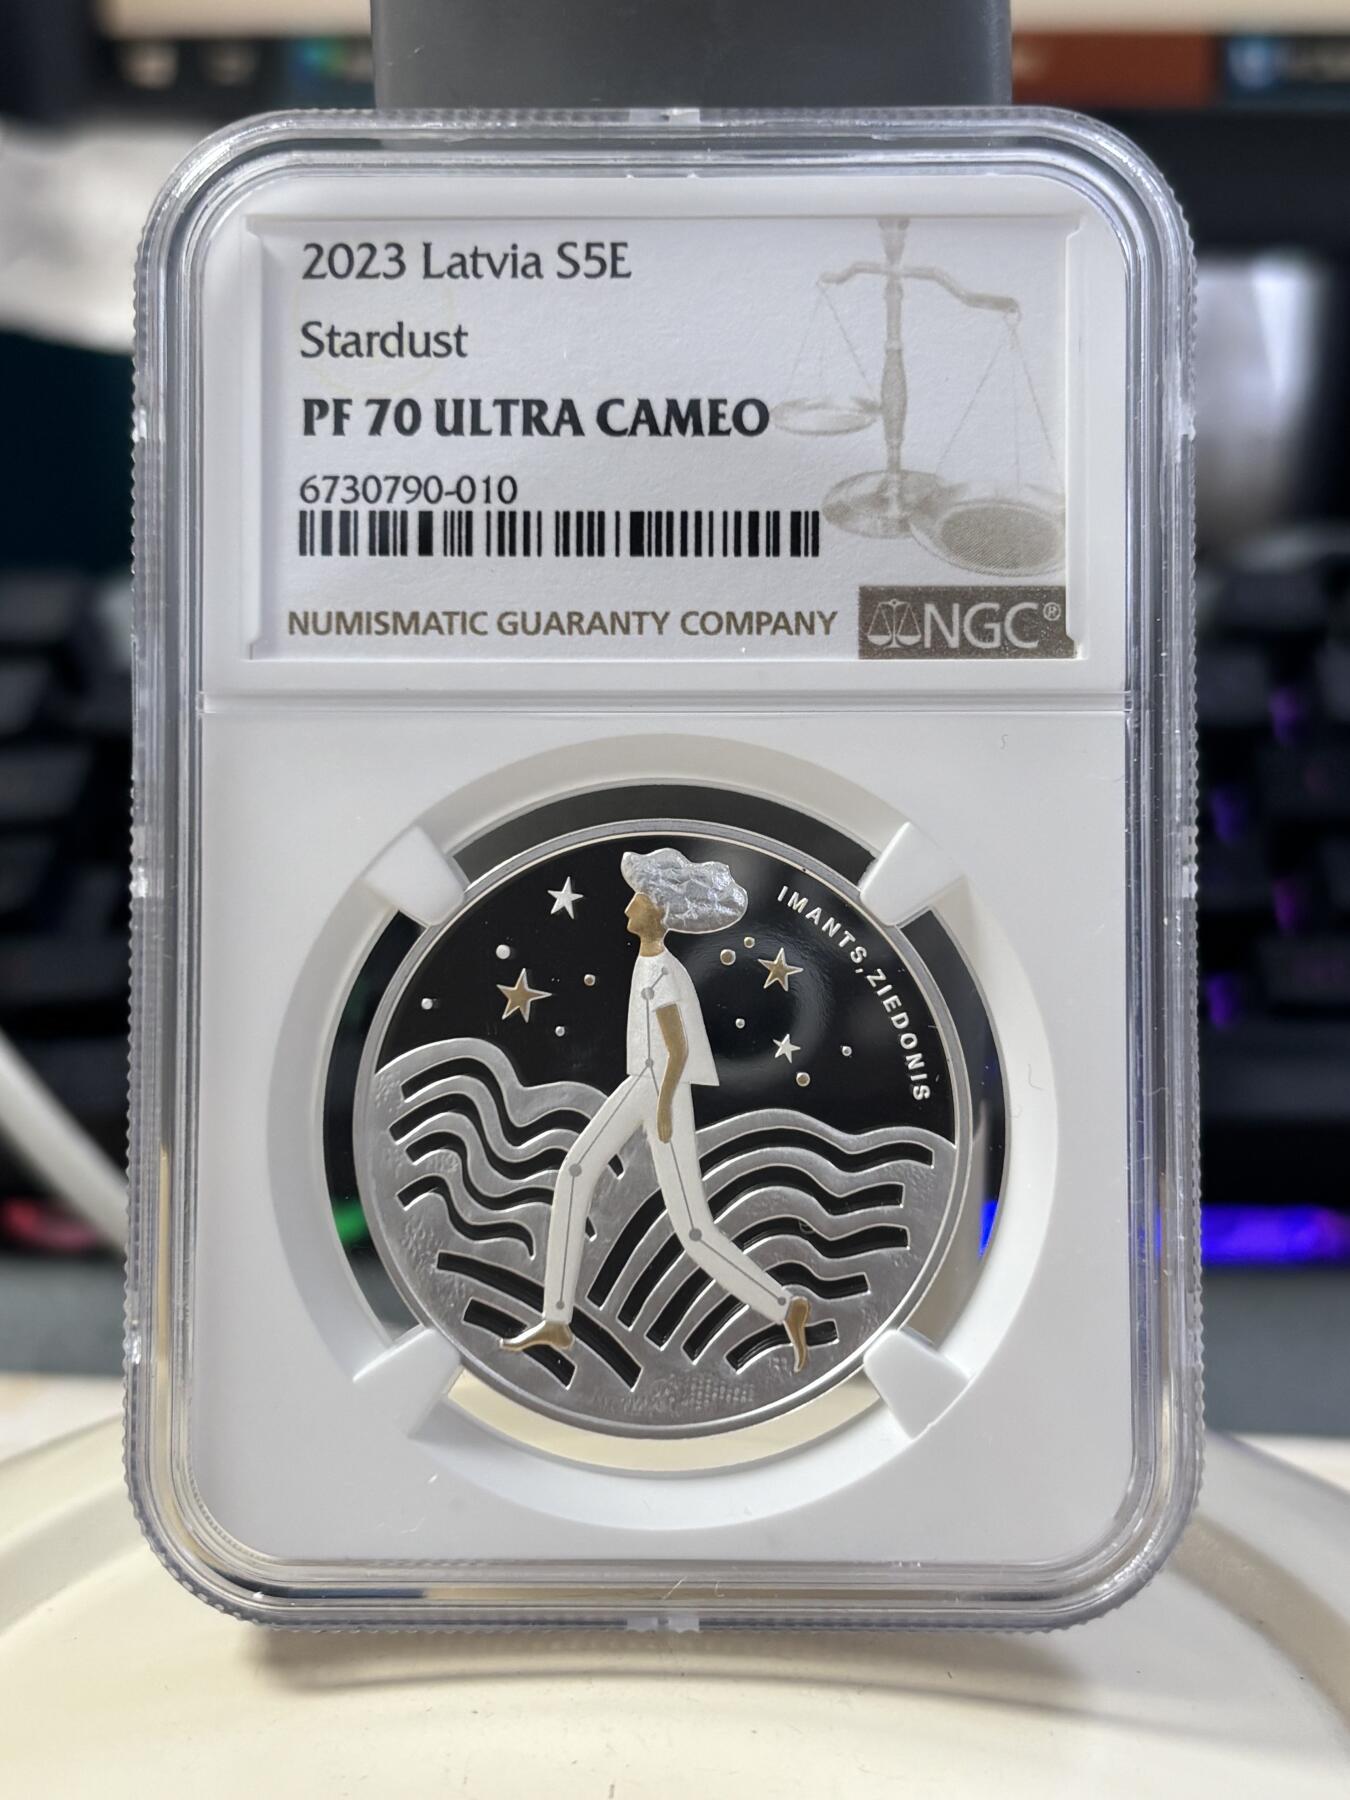 2023 Latvia S5E
Stardust
PF 70 ULTRA CAMEO
6730790-010
NUMISMATIC GUARANTY COMPANY
NGC®
IMANTS, ZIEDONIS